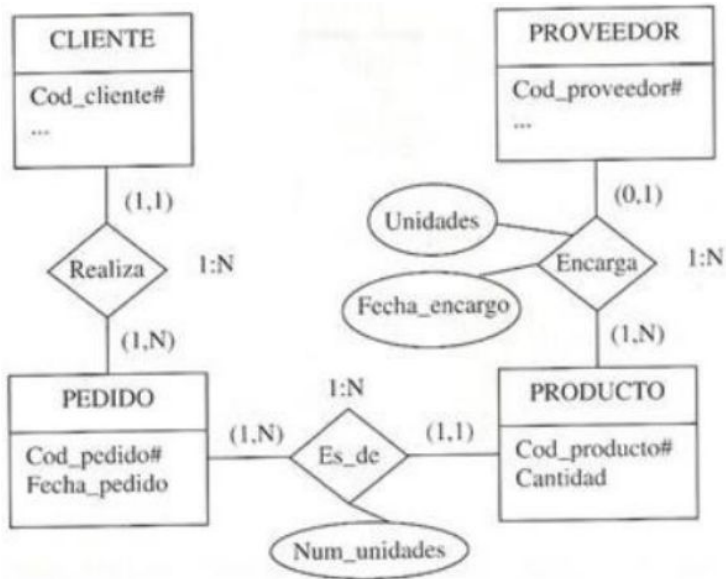 CLIENTE
Cod_cliente#
...
PROVEEDOR
Cod_proveedor#
...
(1,1)
(0,1)
Unidades
Realiza
1:N
Encarga
1:N
Fecha_encargo
(1,N)
(1,N)
PEDIDO
Cod_pedido#
Fecha_pedido
1:N
(1,N)
Es_de
(1,1)
PRODUCTO
Cod_producto#
Cantidad
Num_unidades